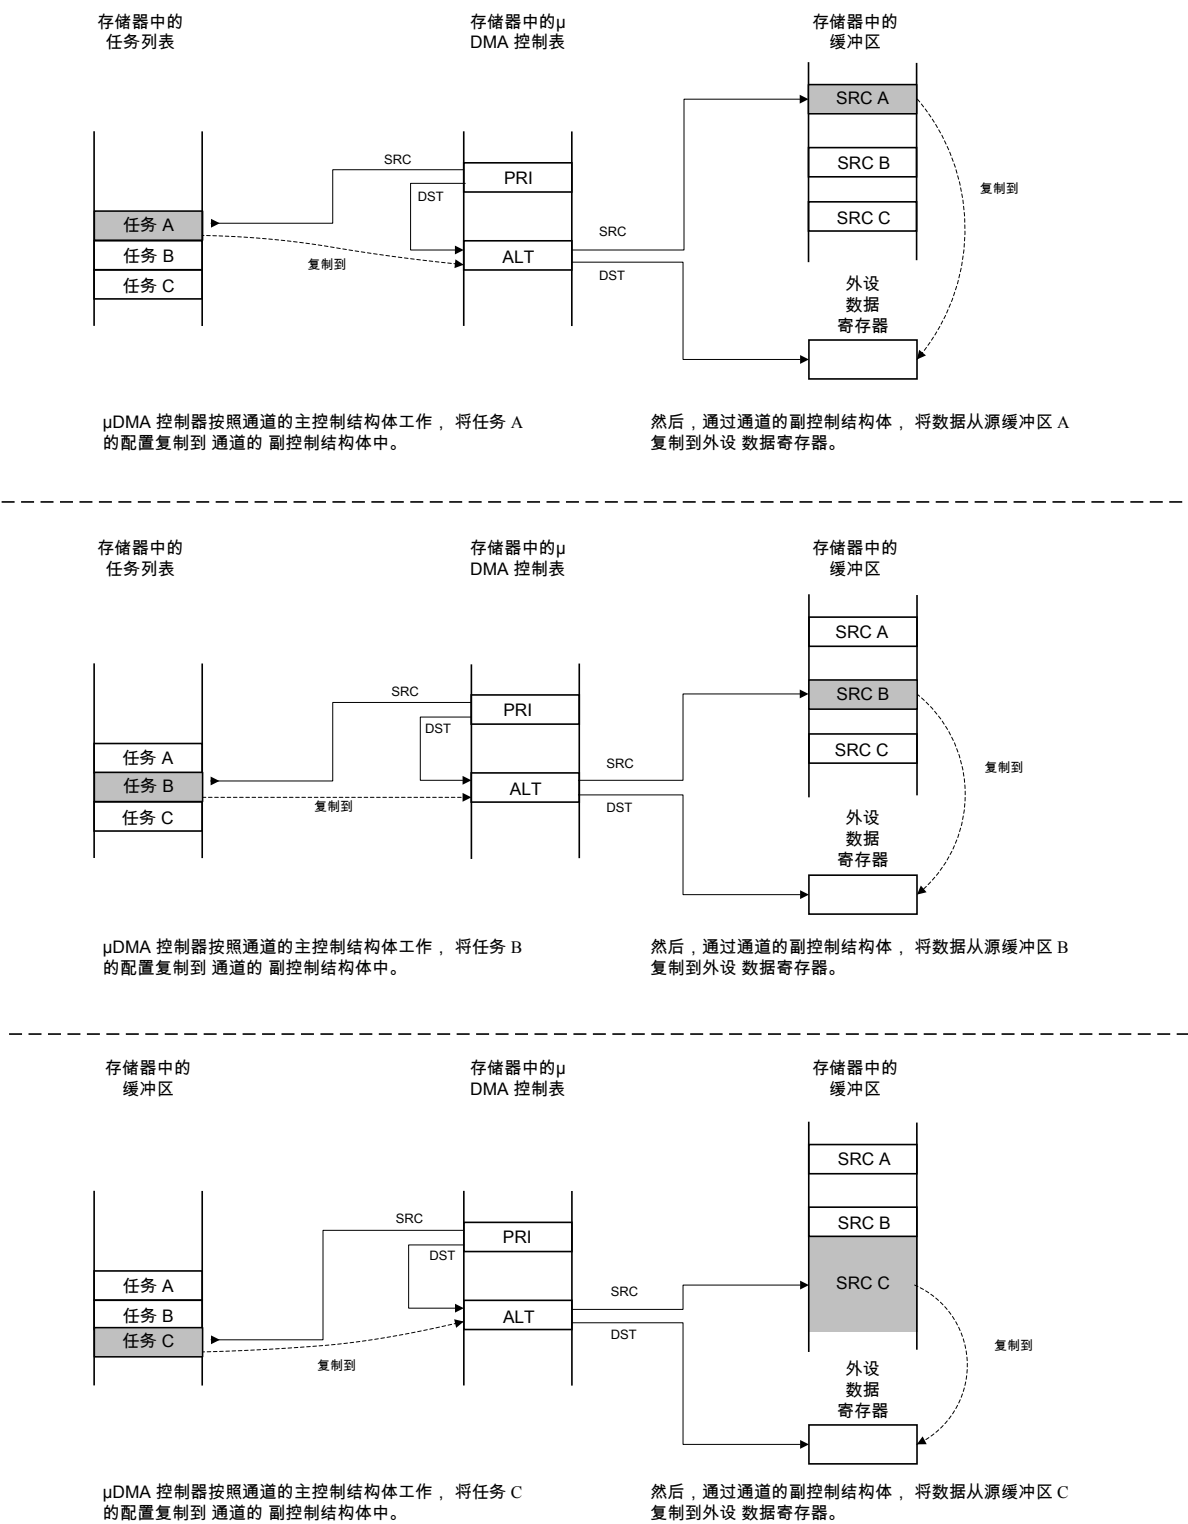 存储器中的
任务列表
存储器中的μ
DMA 控制表
存储器中的
缓冲区
SRC A
SRC B
SRC C
SRC
PRI
DST
复制到
任务 A
任务 B
任务 C
复制到
ALT
SRC
DST
外设
数据
寄存器
μDMA 控制器按照通道的主控制结构体工作， 将任务 A
的配置复制到 通道的 副控制结构体中。
然后，通过通道的副控制结构体， 将数据从源缓冲区 A
复制到外设 数据寄存器。
存储器中的
任务列表
存储器中的μ
DMA 控制表
存储器中的
缓冲区
SRC A
SRC B
SRC C
SRC
PRI
DST
复制到
任务 A
任务 B
任务 C
复制到
ALT
SRC
DST
外设
数据
寄存器
μDMA 控制器按照通道的主控制结构体工作， 将任务 B
的配置复制到 通道的 副控制结构体中。
然后，通过通道的副控制结构体， 将数据从源缓冲区 B
复制到外设 数据寄存器。
存储器中的
缓冲区
存储器中的μ
DMA 控制表
存储器中的
缓冲区
SRC A
SRC B
SRC C
SRC
PRI
DST
任务 A
任务 B
任务 C
复制到
ALT
SRC
DST
复制到
外设
数据
寄存器
μDMA 控制器按照通道的主控制结构体工作， 将任务 C
的配置复制到 通道的 副控制结构体中。
然后，通过通道的副控制结构体， 将数据从源缓冲区 C
复制到外设 数据寄存器。